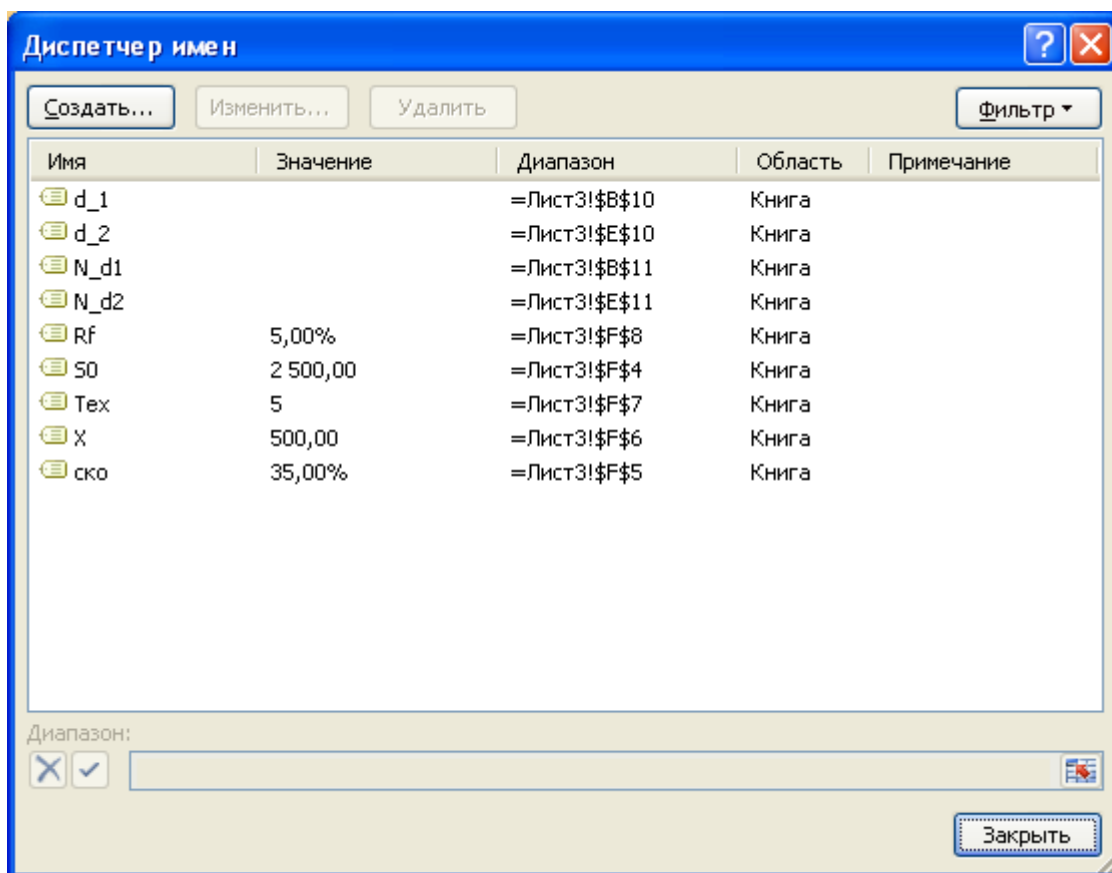 Диспетчер имен
Создать... Изменить... Удалить Фильтр
Имя Значение Диапазон Область Примечание
d_1 =Лист3!$B$10 Книга
d_2 =Лист3!$E$10 Книга
N_d1 =Лист3!$B$11 Книга
N_d2 =Лист3!$E$11 Книга
Rf 5,00% =Лист3!$F$8 Книга
S0 2 500,00 =Лист3!$F$4 Книга
Tex 5 =Лист3!$F$7 Книга
X 500,00 =Лист3!$F$6 Книга
ско 35,00% =Лист3!$F$5 Книга
Диапазон:
Закрыть